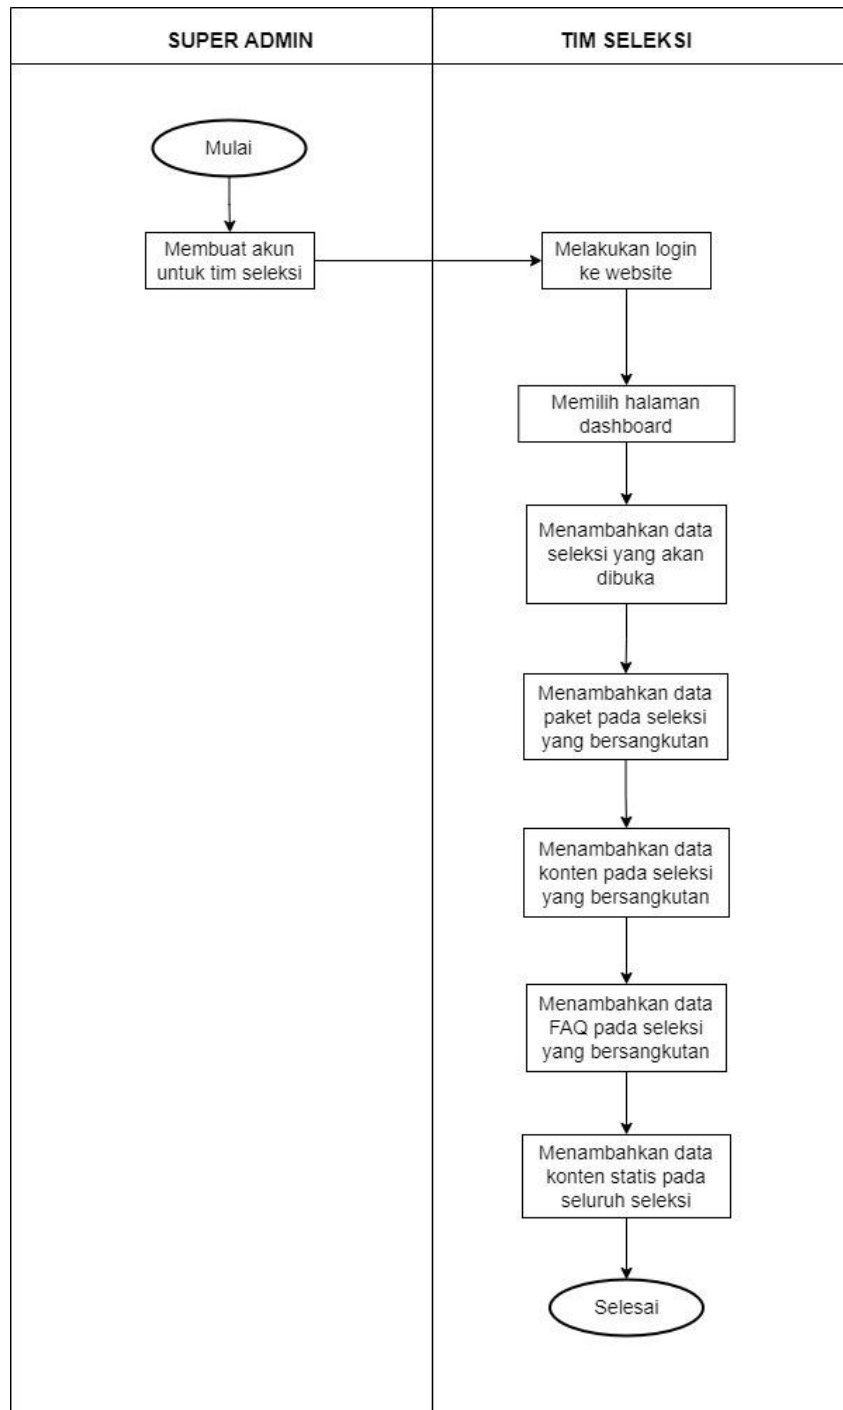 SUPER ADMIN
TIM SELEKSI
Mulai
Membuat akun
untuk tim seleksi
Melakukan login
ke website
Memilih halaman
dashboard
Menambahkan data
seleksi yang akan
dibuka
Menambahkan data
paket pada seleksi
yang bersangkutan
Menambahkan data
konten pada seleksi
yang bersangkutan
Menambahkan data
FAQ pada seleksi
yang bersangkutan
Menambahkan data
konten statis pada
seluruh seleksi
Selesai